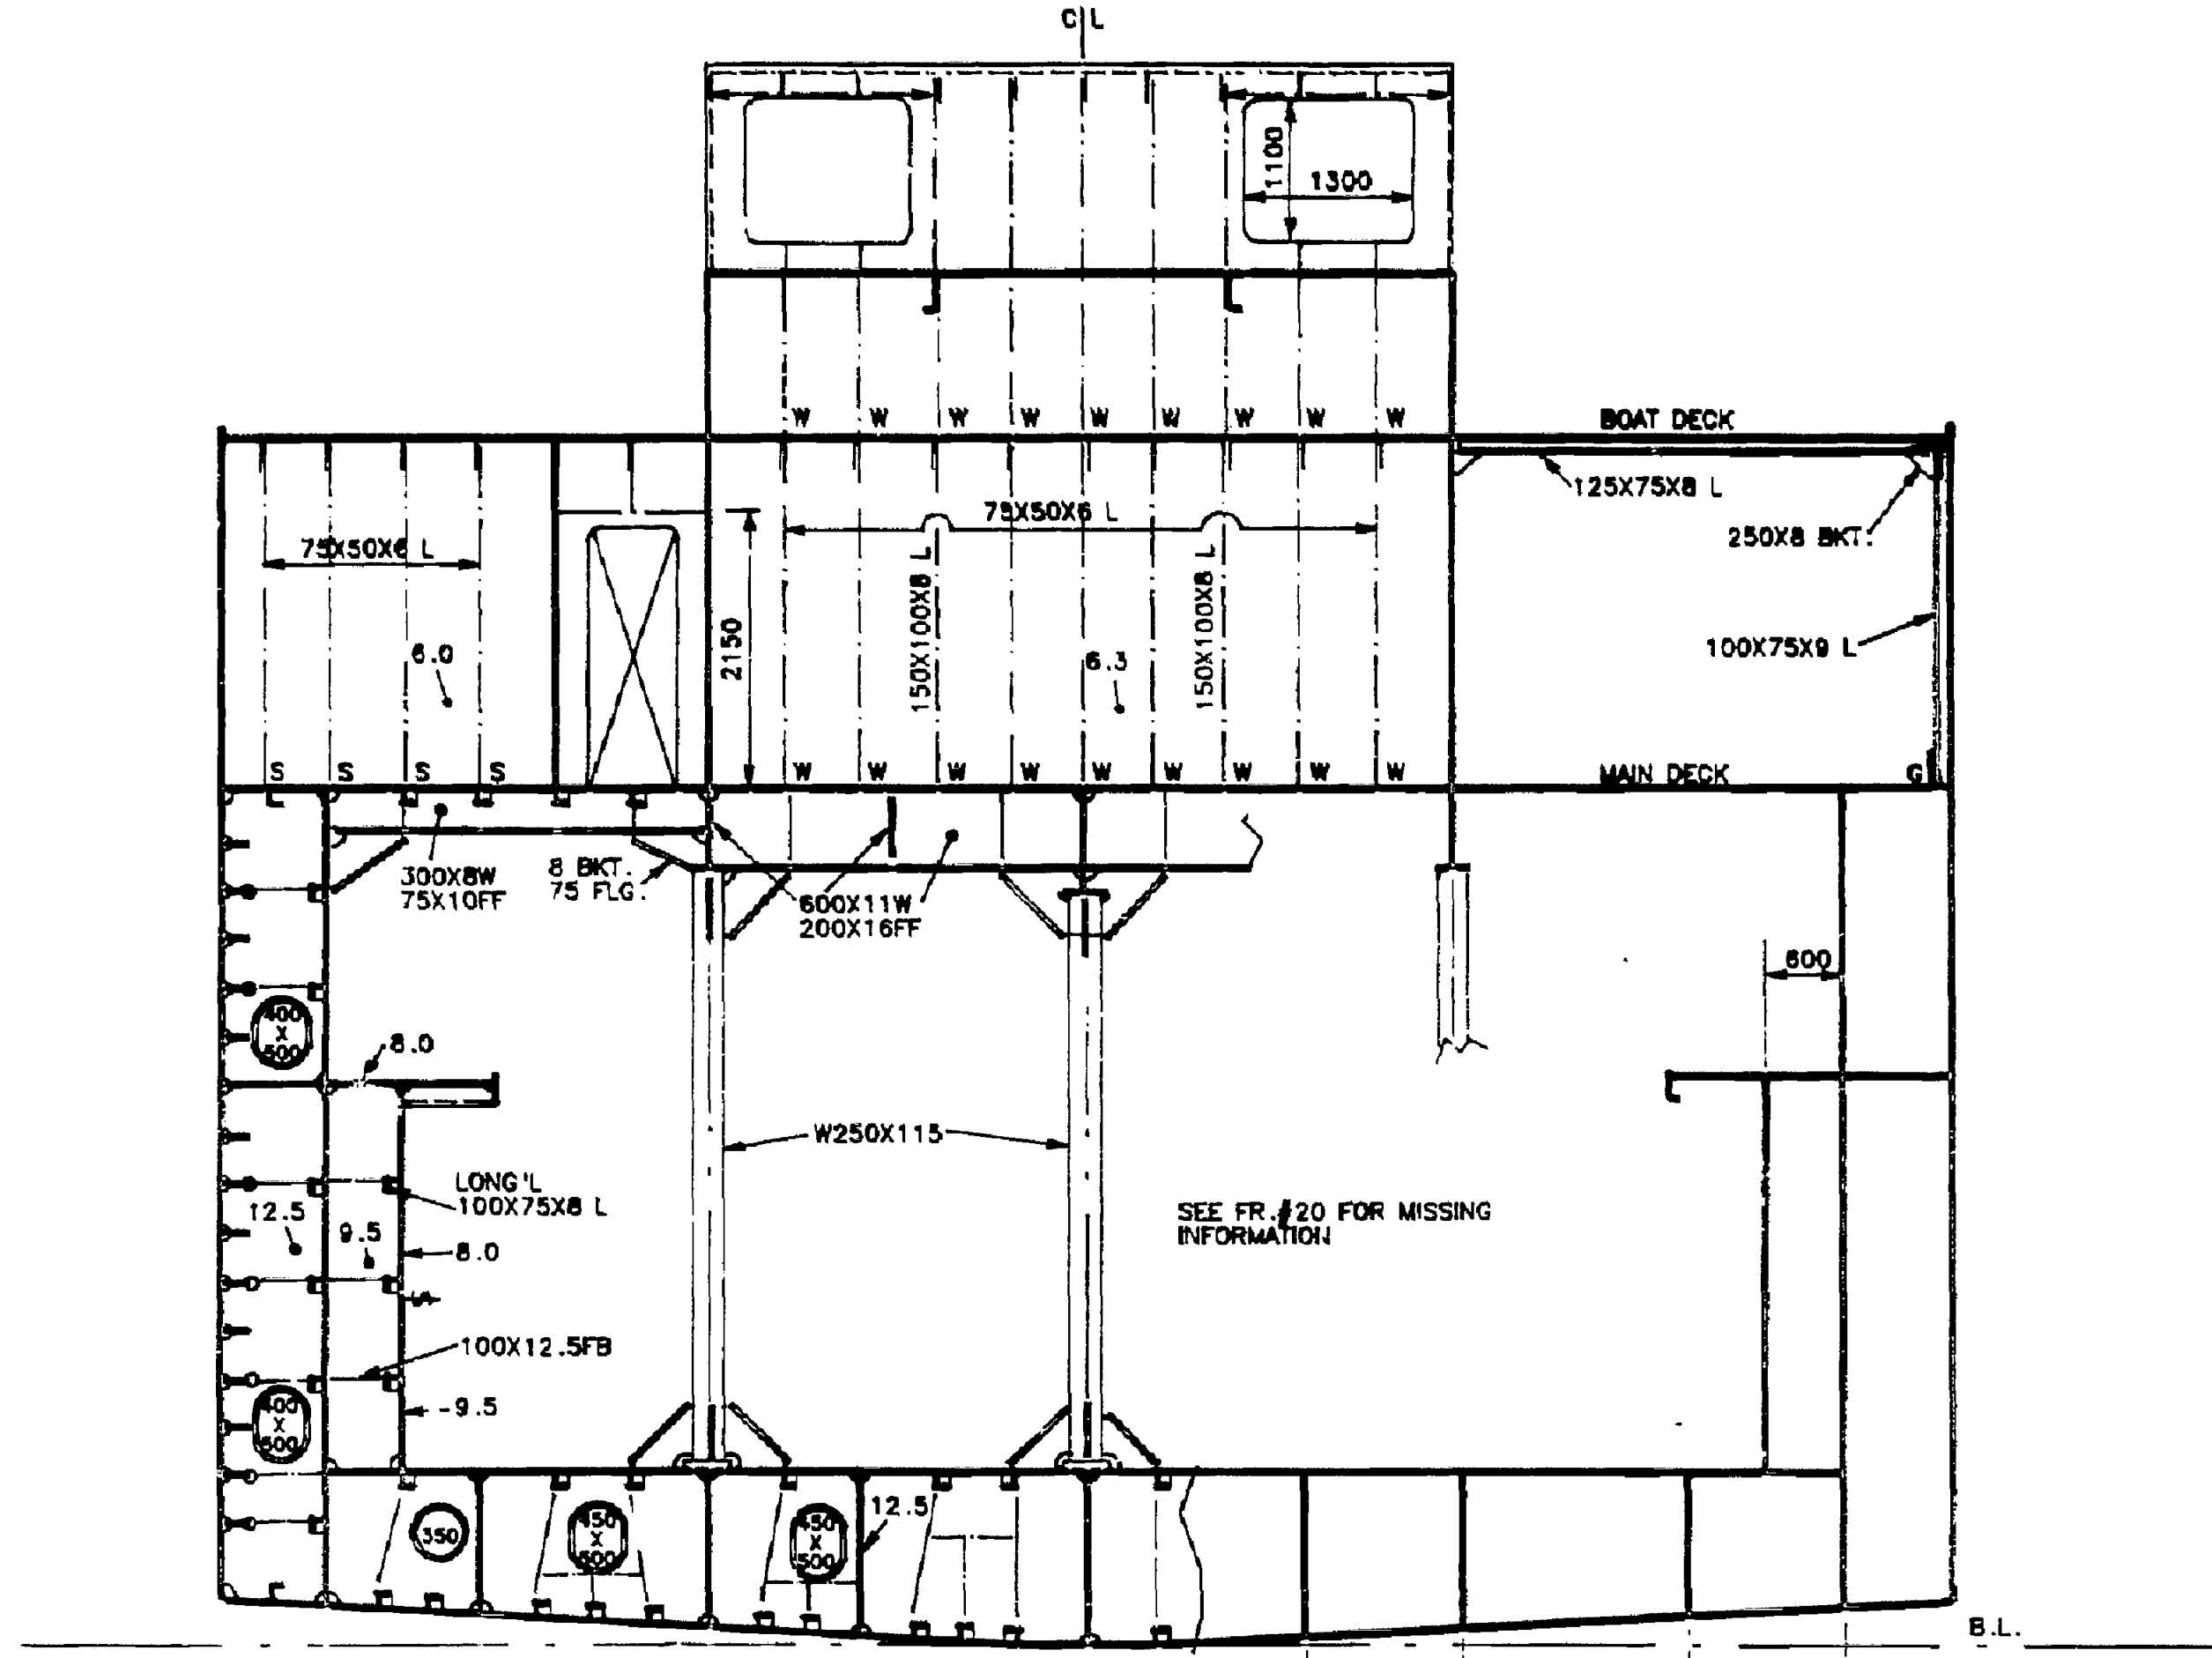 C L
1100
1300
W W W W W W W W W
BOAT DECK
125X75X8 L
75X50X6 L
250X8 BKT.
75X50X6 L
150X100X8 L
150X100X8 L
2150
100X75X9 L
6.0
6.3
S S S S
W W W W W W W W W
MAIN DECK
G
300X8W
75X10FF
8 BKT.
75 FLG.
600X11W
200X16FF
600
400
X
500
8.0
W250X115
LONG'L
100X75X8 L
12.5
9.5
8.0
SEE FR.#20 FOR MISSING
INFORMATION
100X12.5FB
400
X
500
-9.5
12.5
350
450
X
500
450
X
500
B.L.